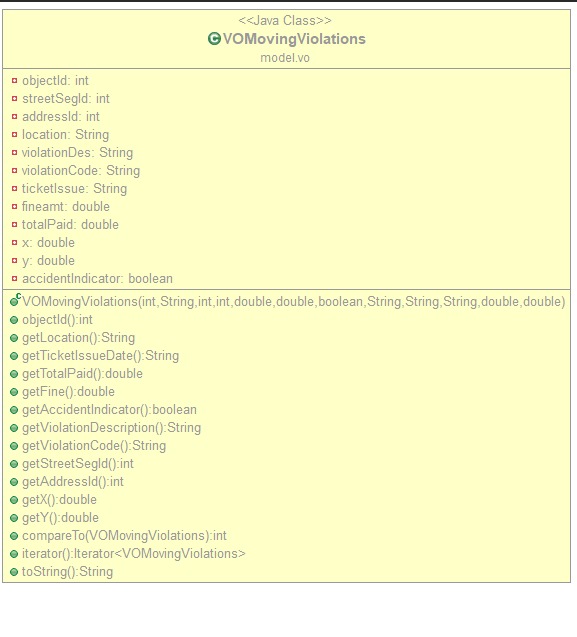 <<Java Class>>
VOMovingViolations
model.vo
objectId: int
streetSegId: int
addressId: int
location: String
violationDes: String
violationCode: String
ticketIssue: String
fineamt: double
totalPaid: double
x: double
y: double
accidentIndicator: boolean
VOMovingViolations(int,String,int,int,double,double,boolean,String,String,String,double,double)
objectId():int
getLocation():String
getTicketIssueDate():String
getTotalPaid():double
getFine():double
getAccidentIndicator():boolean
getViolationDescription():String
getViolationCode():String
getStreetSegId():int
getAddressId():int
getX():double
getY():double
compareTo(VOMovingViolations):int
iterator():Iterator<VOMovingViolations>
toString():String